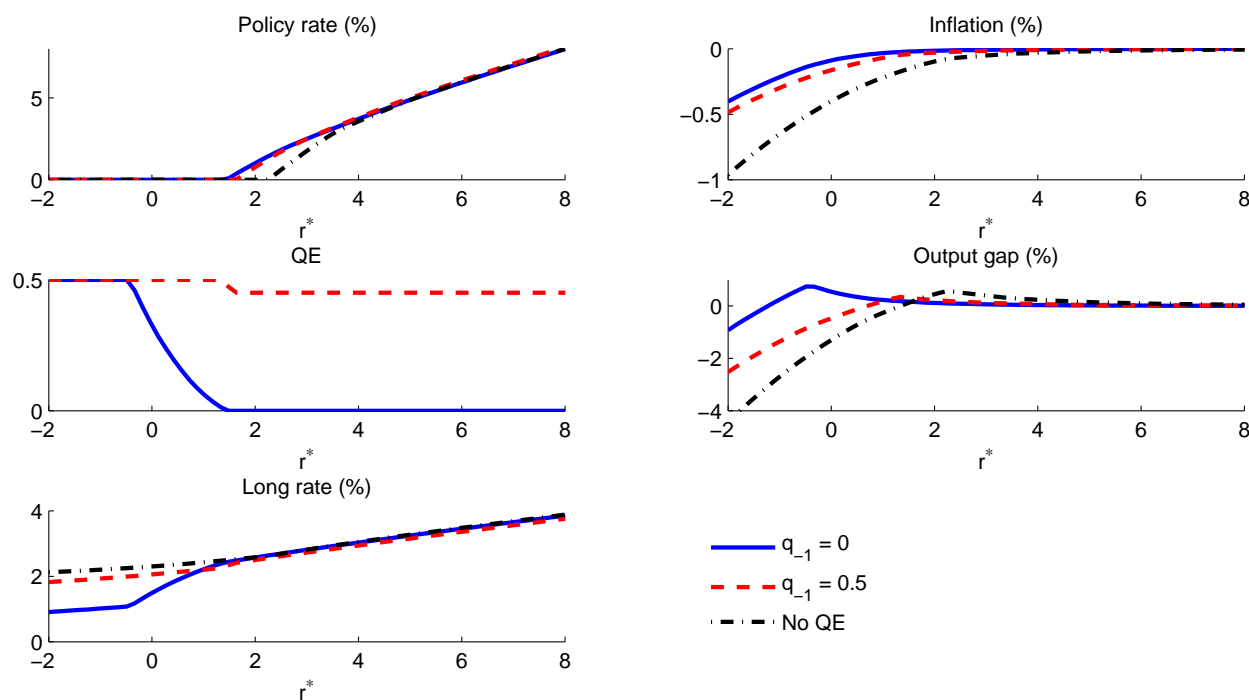 Policy rate (%)
5
0
−2 0 2 4 6 8
r*
Inflation (%)
0
−0.5
−1
−2 0 2 4 6 8
r*
QE
0.5
0
−2 0 2 4 6 8
r*
Output gap (%)
0
−2
−4
−2 0 2 4 6 8
r*
Long rate (%)
4
2
0
−2 0 2 4 6 8
r*
q−1 = 0
q−1 = 0.5
No QE